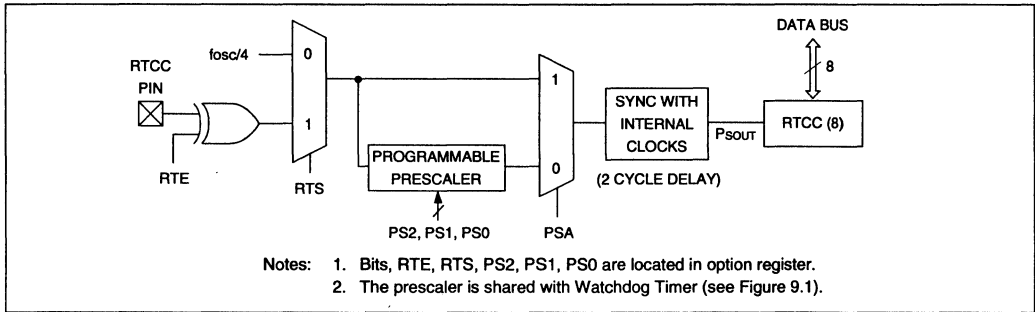 DATA BUS
8
fosc/4
0
RTCC
PIN
1
1
SYNC WITH
INTERNAL
CLOCKS
PSOUT
RTCC (8)
RTE
RTS
PROGRAMMABLE
PRESCALER
0
(2 CYCLE DELAY)
PS2, PS1, PS0
PSA
Notes: 1. Bits, RTE, RTS, PS2, PS1, PS0 are located in option register.
2. The prescaler is shared with Watchdog Timer (see Figure 9.1).